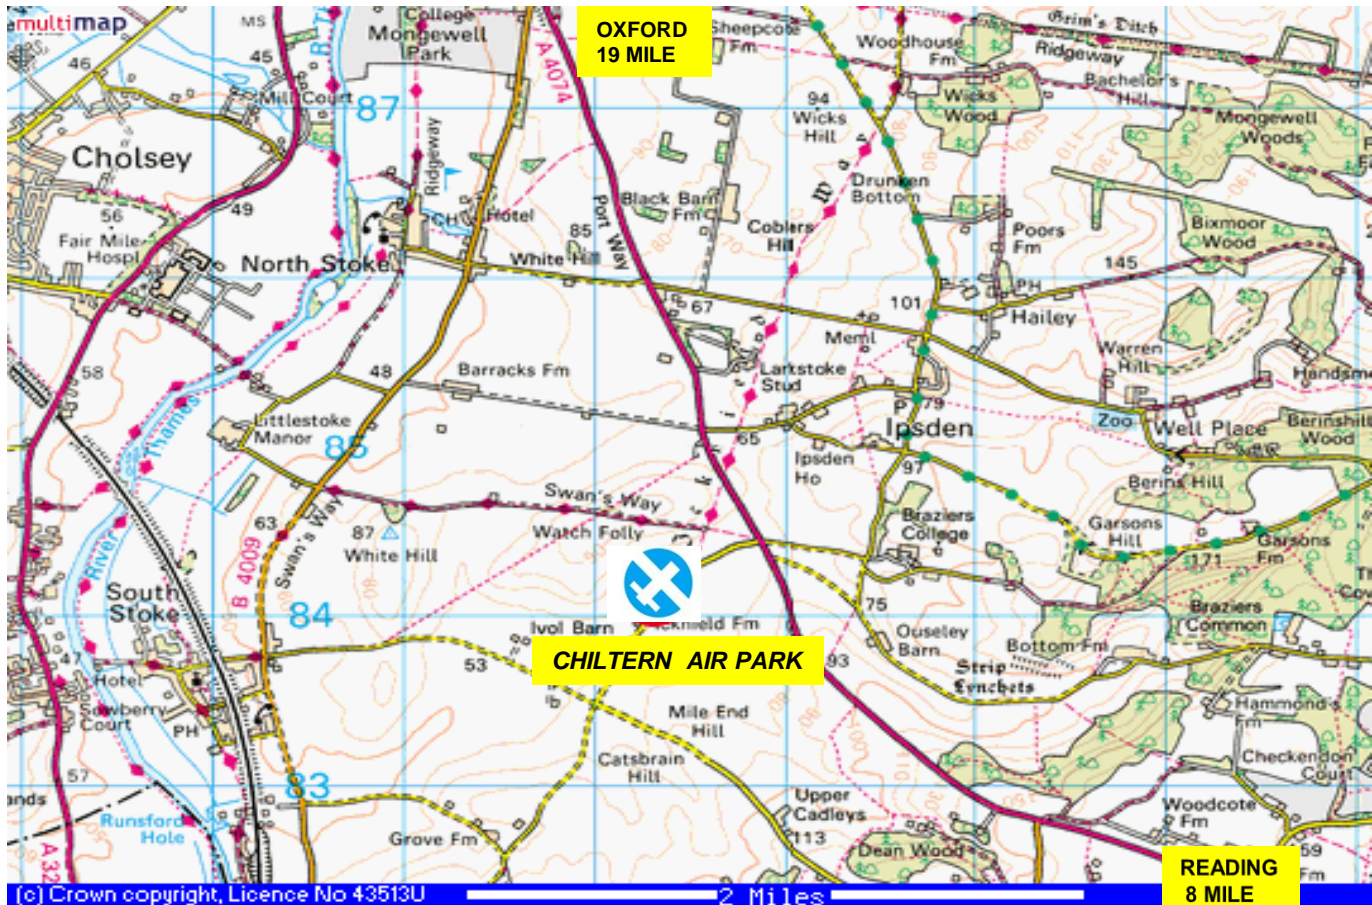 multimap
MS
45
46
College
Mongewell
Park
A 4074
OXFORD
19 MILE
Sheepcote
Fm
Woodhouse
Fm
Grim's Ditch
Ridgeway
Bachelor's
Hill
Mill Court
87
94
Wicks
Hill
Wicks
Wood
Mongewell
Woods
Cholsey
Ridgeway
Drunken
Bottom
56
49
Hotel
Black Barn
Fm
Port Way
85
Coblers
Hill
Way
Poors
Fm
Bixmoor
Wood
Fair Mile
Hospl
North Stoke
White Hill
67
101
PH
145
Hailey
Meml
58
48
Barracks Fm
Larkstoke
Stud
Warren
Hill
Thames
Littlestoke
Manor
85
65
P
79
Ipsden
Zoo
Well Place
Berinshill
Wood
Ipsden
Ho
97
Berins Hill
Swan's Way
63
87
White Hill
Watch Folly
Braziers
College
Garsons
Hill
Garsons
Fm
171
River
B 4009
Swan's Way
South
Stoke
84
Ivol Barn
Icknield Fm
75
Ouseley
Barn
Braziers
Common
Bottom Fm
47
Hotel
53
CHILTERN AIR PARK
93
Strip
Lynchets
Sowberry
Court
PH
Mile End
Hill
Hammond's
Fm
57
83
Catsbrain
Hill
Checkendon
Court
Runsford
Hole
Grove Fm
Upper
Cadleys
113
Woodcote
Fm
Dean Wood
59
READING
8 MILE
(c) Crown copyright, Licence No 43513U
2 Miles